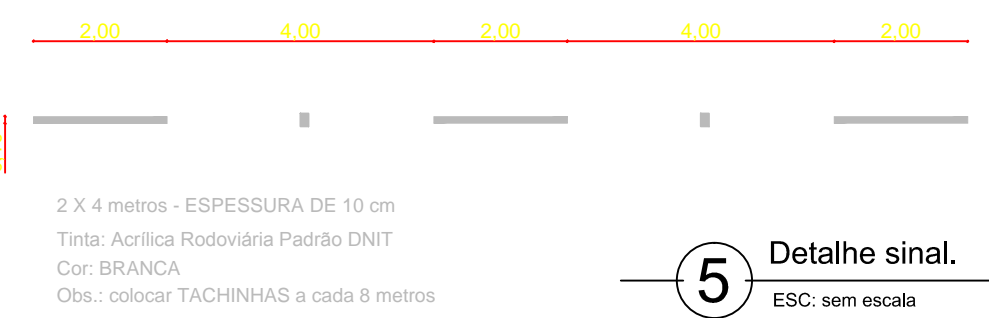 2,00 4,00 2,00 4,00 2,00
2 X 4 metros - ESPESSURA DE 10 cm
Tinta: Acrílica Rodoviária Padrão DNIT
Cor: BRANCA
Obs.: colocar TACHINHAS a cada 8 metros
5
Detalhe sinal.
ESC: sem escala